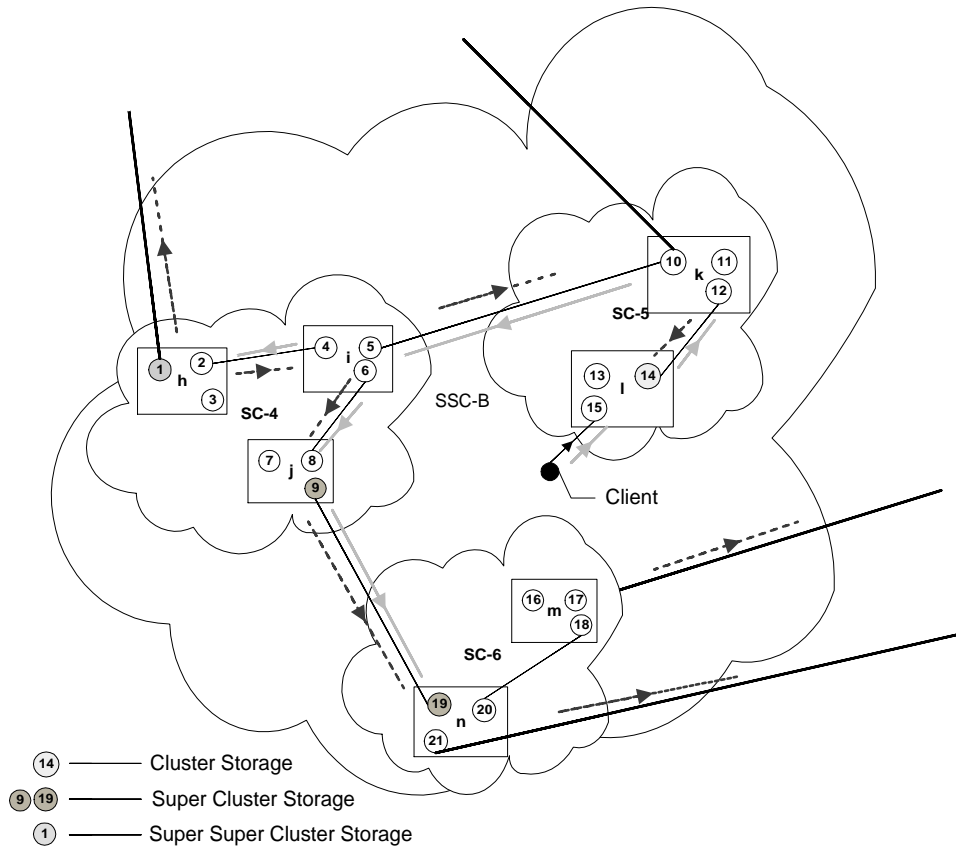 10
11
k
12
SC-5
4
5
i
6
1
2
h
3
13
14
l
15
SC-4
SSC-B
7
8
j
9
Client
16
17
m
18
SC-6
19
20
n
21
14 Cluster Storage
9 19 Super Cluster Storage
1 Super Super Cluster Storage